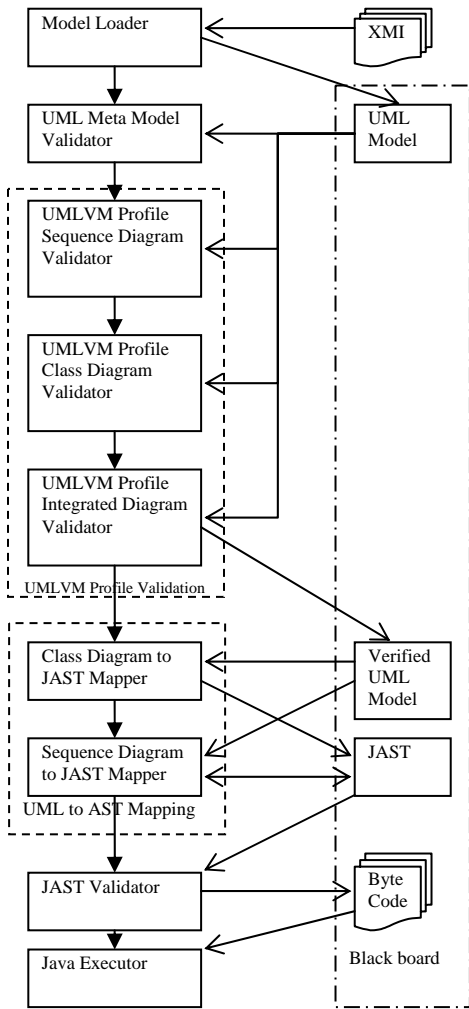 Model Loader
XMI
UML Meta Model
Validator
UML
Model
UMLVM Profile
Sequence Diagram
Validator
UMLVM Profile
Class Diagram
Validator
UMLVM Profile
Integrated Diagram
Validator
UMLVM Profile Validation
Class Diagram to
JAST Mapper
Verified
UML
Model
Sequence Diagram
to JAST Mapper
JAST
UML to AST Mapping
JAST Validator
Byte
Code
Java Executor
Black board